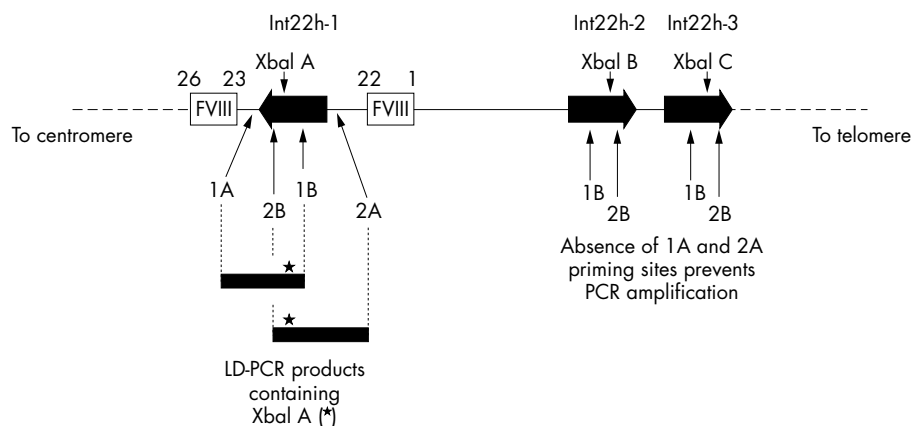 Int22h-1 Int22h-2 Int22h-3
XbaI A XbaI B XbaI C
26 23 22 1
FVIII FVIII
To centromere To telomere
1A 2B 1B 2A 1B 2B 1B 2B
Absence of 1A and 2A
priming sites prevents
PCR amplification
★
★
LD-PCR products
containing
XbaI A (★)